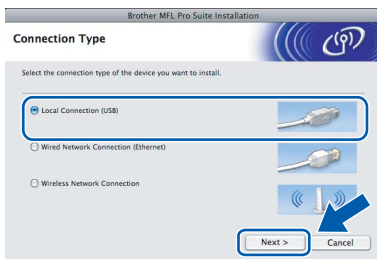 Brother MFL Pro Suite Installation
Connection Type
Select the connection type of the device you want to install.
Local Connection (USB)
Wired Network Connection (Ethernet)
Wireless Network Connection
Next >
Cancel